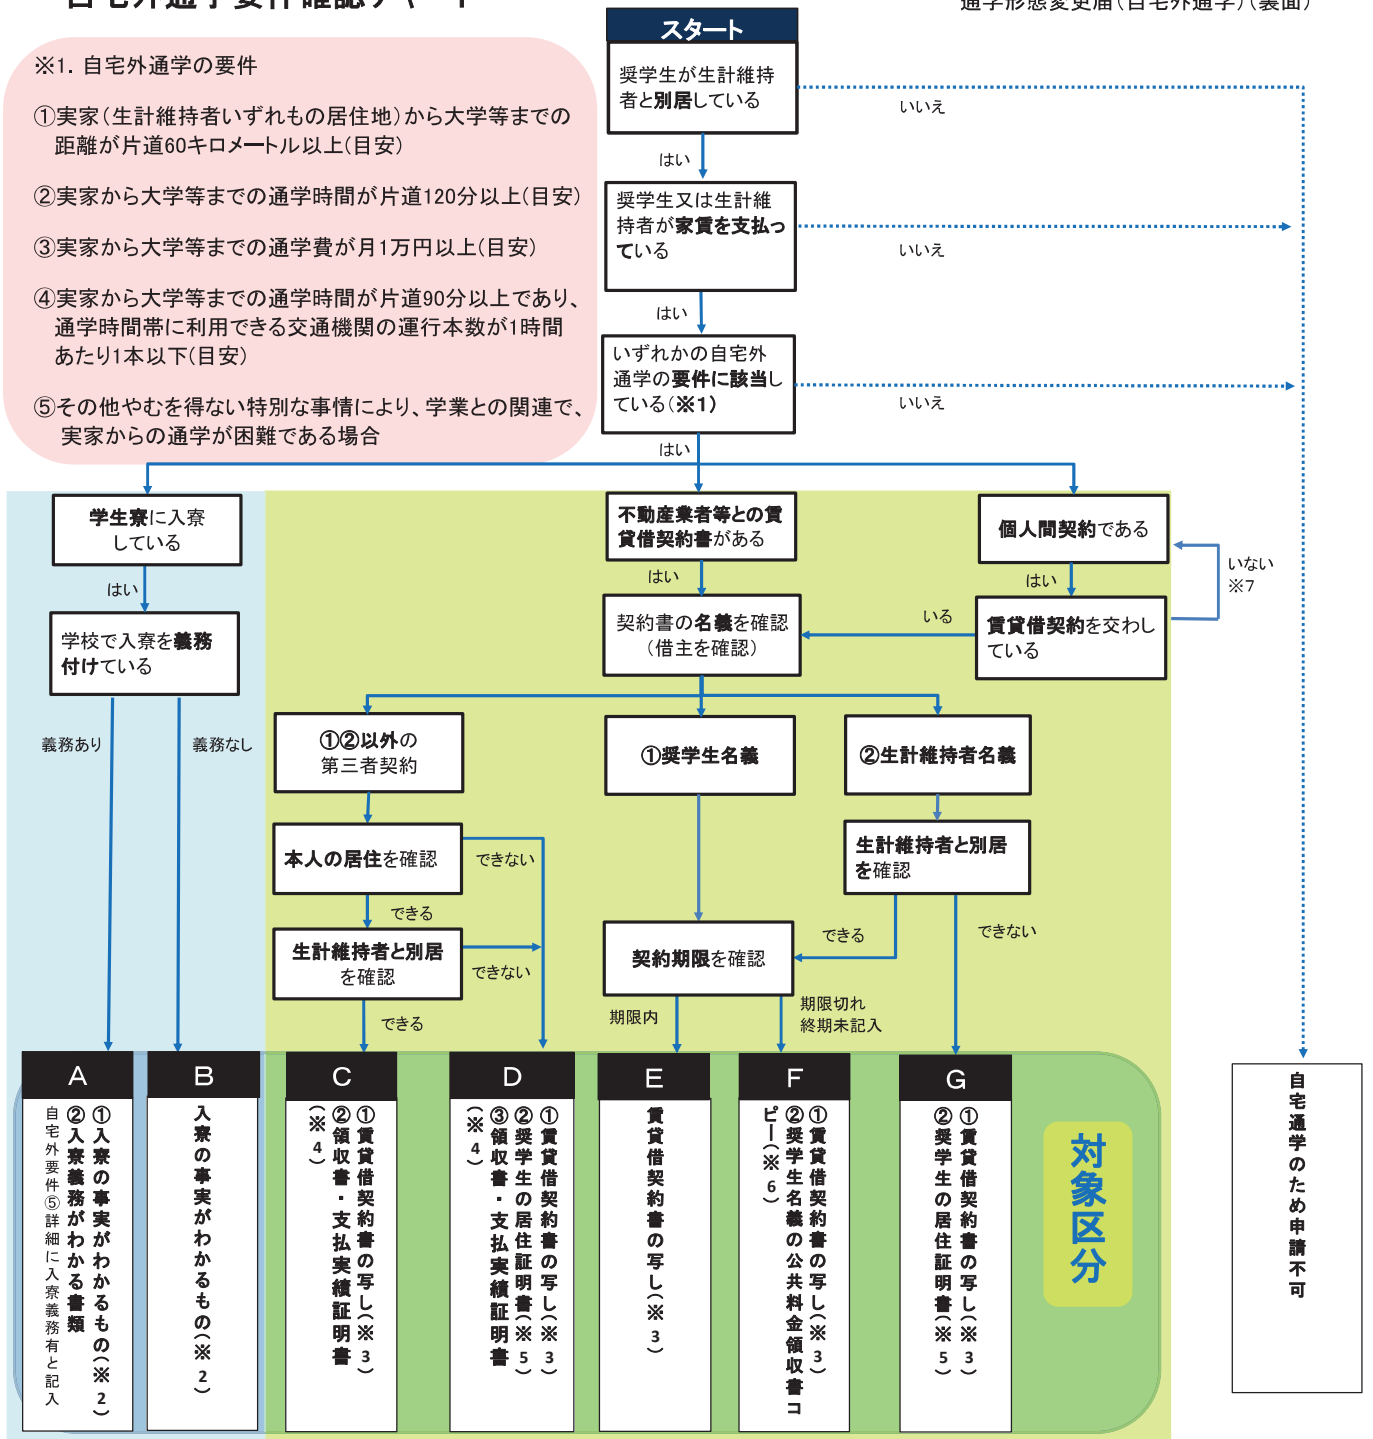 自宅外通学要件確認チャート
通学形態変更届(自宅外通学)(裏面)
※1．自宅外通学の要件
①実家(生計維持者いずれもの居住地)から大学等までの
距離が片道60キロメートル以上(目安)
②実家から大学等までの通学時間が片道120分以上(目安)
③実家から大学等までの通学費が月1万円以上(目安)
④実家から大学等までの通学時間が片道90分以上であり、
通学時間帯に利用できる交通機関の運行本数が1時間
あたり1本以下(目安)
⑤その他やむを得ない特別な事情により、学業との関連で、
実家からの通学が困難である場合
スタート
奨学生が生計維持
者と別居している
いいえ
はい
奨学生又は生計維
持者が家賃を支払っ
ている
いいえ
はい
いずれかの自宅外
通学の要件に該当し
ている(※1)
いいえ
はい
学生寮に入寮
している
はい
学校で入寮を義務
付けている
義務あり
義務なし
不動産業者等との賃
貸借契約書がある
はい
契約書の名義を確認
(借主を確認)
個人間契約である
はい
いない
※7
賃貸借契約を交わし
ている
いる
①②以外の
第三者契約
①奨学生名義
②生計維持者名義
本人の居住を確認
できない
できる
生計維持者と別居
を確認
できない
できる
生計維持者と別居
を確認
できる
できない
契約期限を確認
期限内
期限切れ
終期未記入
A
①入寮の事実がわかるもの(※2)
②入寮義務がわかる書類
自宅外要件⑤詳細に入寮義務有と記入
B
入寮の事実がわかるもの(※2)
C
①賃貸借契約書の写し(※3)
②領収書・支払実績証明書
(※4)
D
①賃貸借契約書の写し(※3)
②奨学生の居住証明書(※5)
③領収書・支払実績証明書
(※4)
E
賃貸借契約書の写し(※3)
F
①賃貸借契約書の写し(※3)
②奨学生名義の公共料金領収書コ
ピー(※6)
G
①賃貸借契約書の写し(※3)
②奨学生の居住証明書(※5)
対象区分
自宅通学のため申請不可